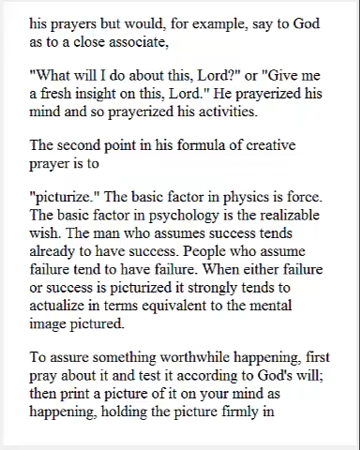 his prayers but would, for example, say to God
as to a close associate,
"What will I do about this, Lord?" or "Give me
a fresh insight on this, Lord." He prayerized his
mind and so prayerized his activities.
The second point in his formula of creative
prayer is to
"picturize." The basic factor in physics is force.
The basic factor in psychology is the realizable
wish. The man who assumes success tends
already to have success. People who assume
failure tend to have failure. When either failure
or success is picturized it strongly tends to
actualize in terms equivalent to the mental
image pictured.
To assure something worthwhile happening, first
pray about it and test it according to God's will;
then print a picture of it on your mind as
happening, holding the picture firmly in